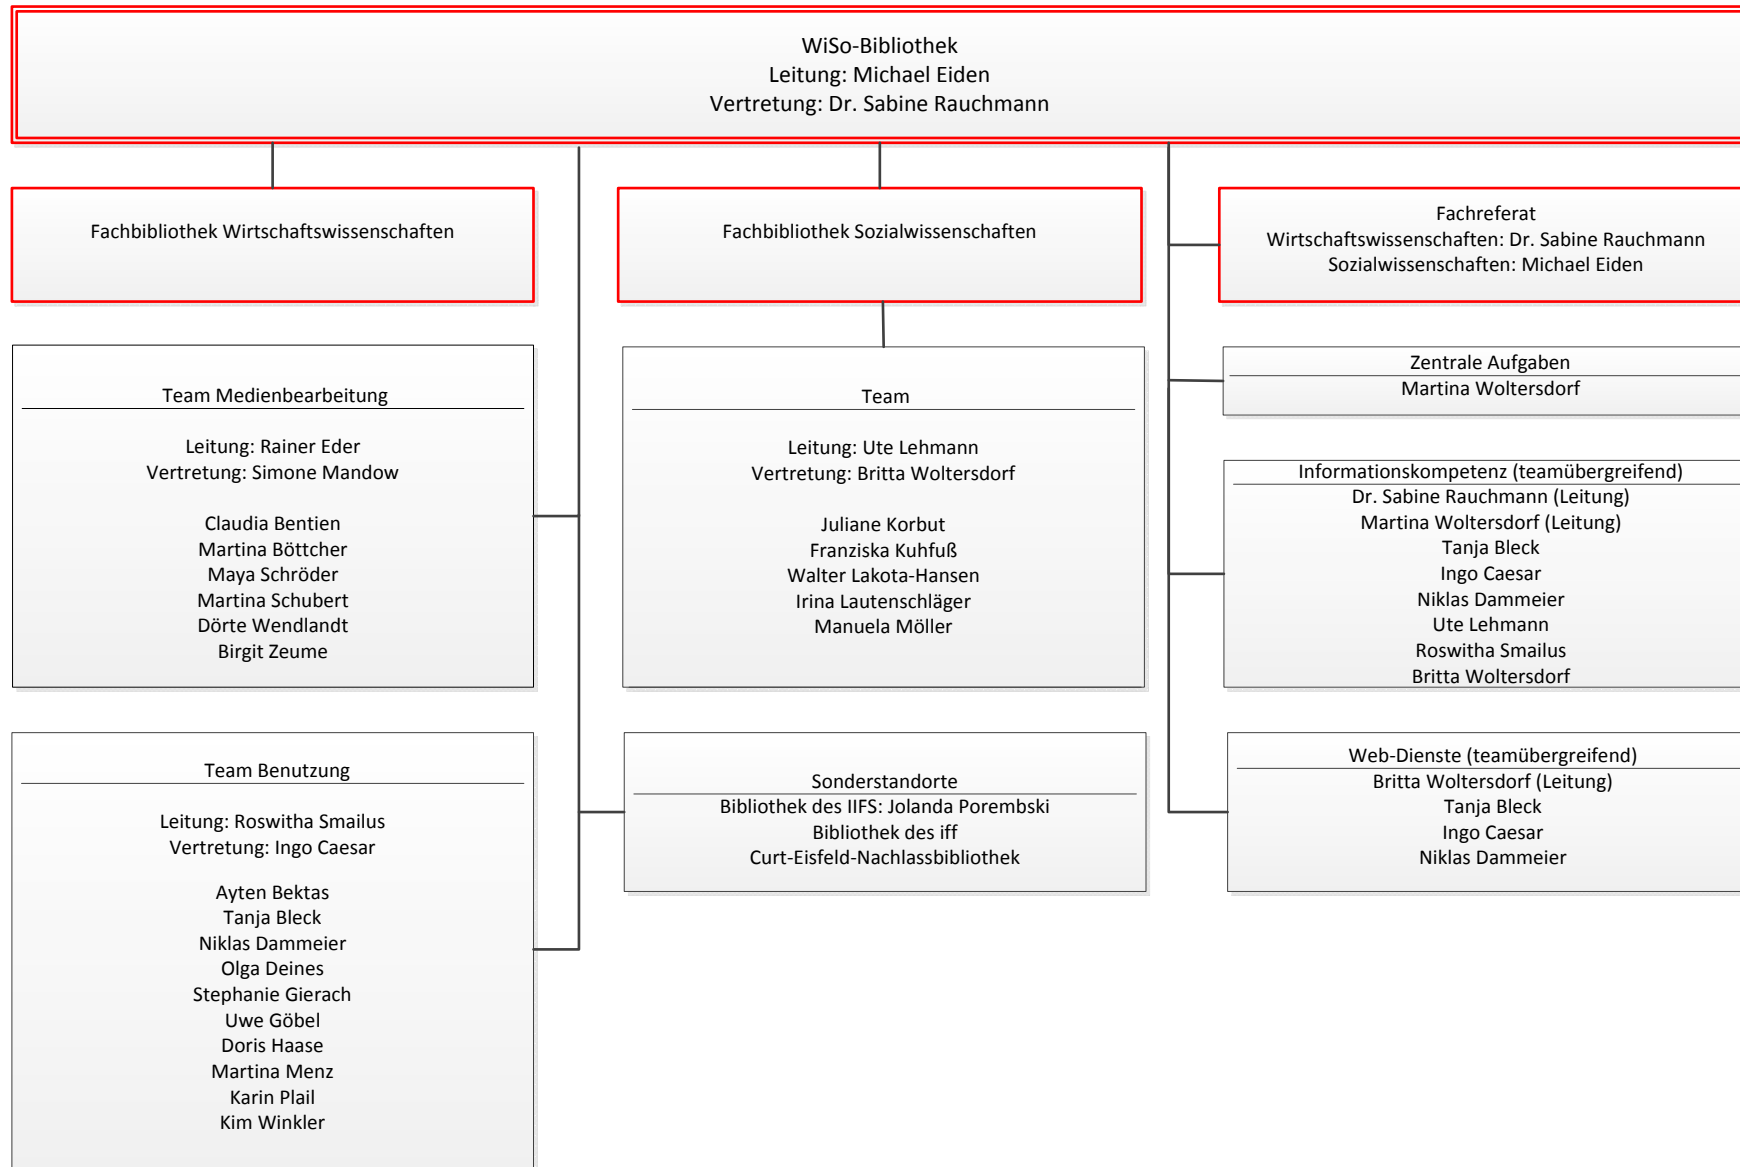 WiSo-Bibliothek
Leitung: Michael Eiden
Vertretung: Dr. Sabine Rauchmann
Fachbibliothek Wirtschaftswissenschaften
Fachbibliothek Sozialwissenschaften
Fachreferat
Wirtschaftswissenschaften: Dr. Sabine Rauchmann
Sozialwissenschaften: Michael Eiden
Team Medienbearbeitung
Leitung: Rainer Eder
Vertretung: Simone Mandow
Claudia Bentien
Martina Böttcher
Maya Schröder
Martina Schubert
Dörte Wendlandt
Birgit Zeume
Team
Leitung: Ute Lehmann
Vertretung: Britta Woltersdorf
Juliane Korbut
Franziska Kuhfuß
Walter Lakota-Hansen
Irina Lautenschläger
Manuela Möller
Zentrale Aufgaben
Martina Woltersdorf
Informationskompetenz (teamübergreifend)
Dr. Sabine Rauchmann (Leitung)
Martina Woltersdorf (Leitung)
Tanja Bleck
Ingo Caesar
Niklas Dammeier
Ute Lehmann
Roswitha Smailus
Britta Woltersdorf
Team Benutzung
Leitung: Roswitha Smailus
Vertretung: Ingo Caesar
Ayten Bektas
Tanja Bleck
Niklas Dammeier
Olga Deines
Stephanie Gierach
Uwe Göbel
Doris Haase
Martina Menz
Karin Plail
Kim Winkler
Sonderstandorte
Bibliothek des IIFS: Jolanda Porembski
Bibliothek des iff
Curt-Eisfeld-Nachlassbibliothek
Web-Dienste (teamübergreifend)
Britta Woltersdorf (Leitung)
Tanja Bleck
Ingo Caesar
Niklas Dammeier